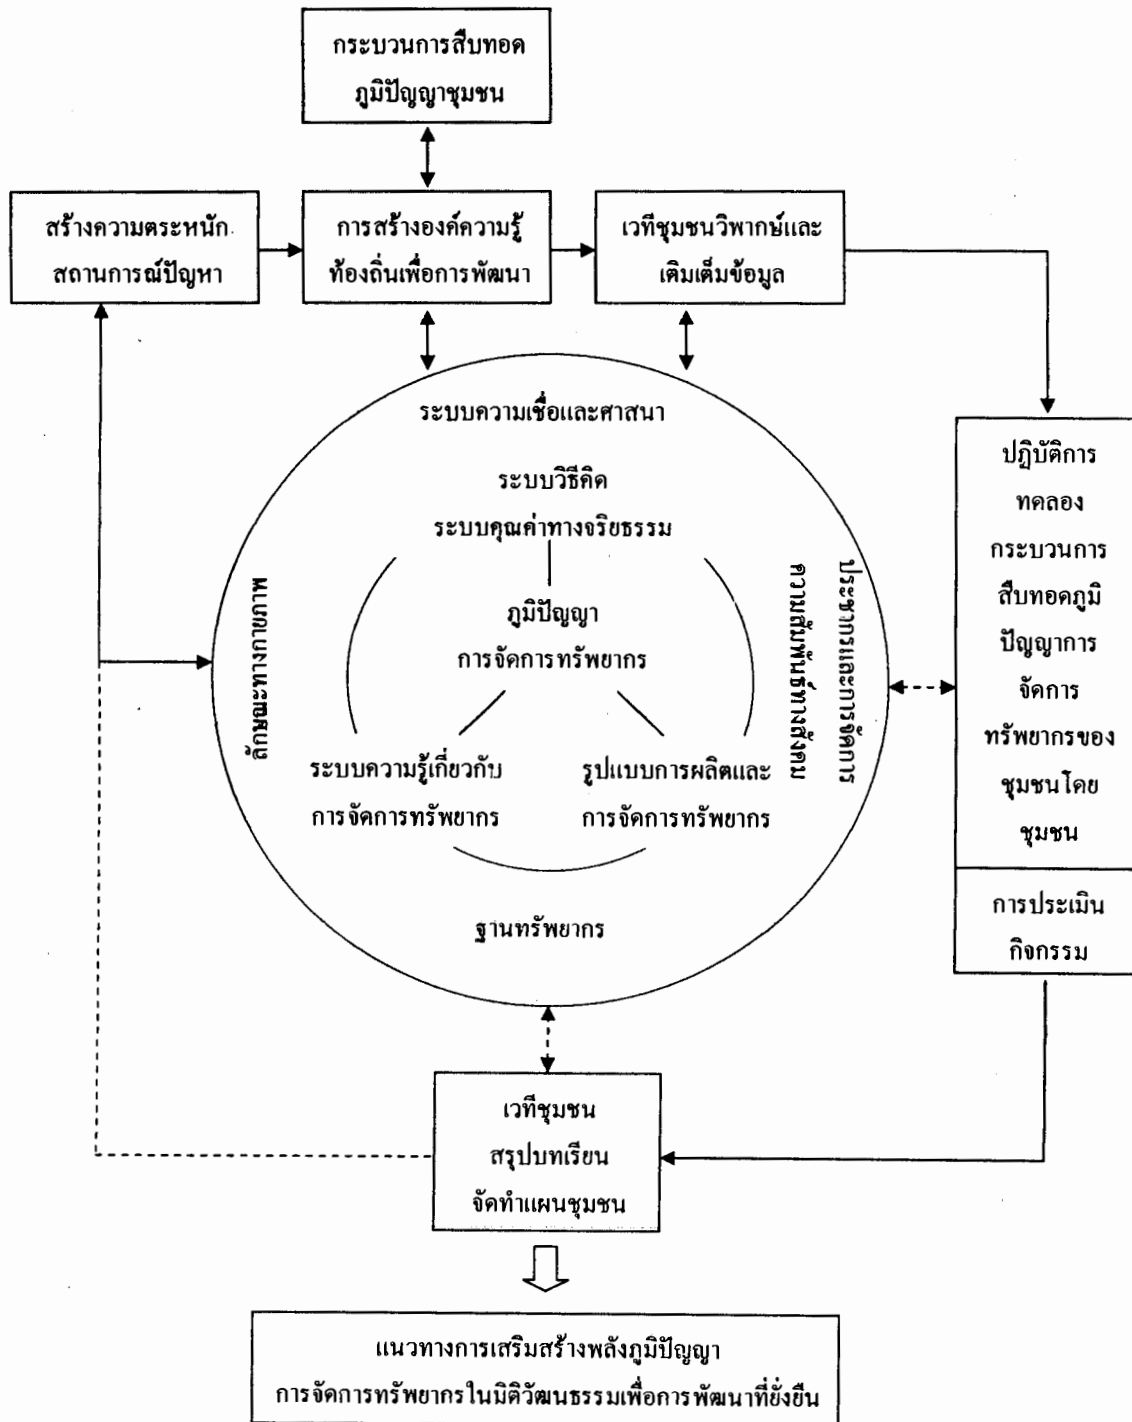 กระบวนการสืบทอด
ภูมิปัญญาชุมชน
สร้างความตระหนัก
สถานการณ์ปัญหา
การสร้างองค์ความรู้
ท้องถิ่นเพื่อการพัฒนา
เวทีชุมชนวิพากษ์และ
เติมเต็มข้อมูล
ระบบความเชื่อและศาสนา
ระบบวิธีคิด
ระบบคุณค่าทางจริยธรรม
ภูมิปัญญา
การจัดการทรัพยากร
ลักษณะทางกายภาพ
ประชากรและการจัดการ
ความสัมพันธ์ทางสังคม
ระบบความรู้เกี่ยวกับ
การจัดการทรัพยากร
รูปแบบการผลิตและ
การจัดการทรัพยากร
ฐานทรัพยากร
ปฏิบัติการ
ทดลอง
กระบวนการ
สืบทอดภูมิ
ปัญญาการ
จัดการ
ทรัพยากรของ
ชุมชนโดย
ชุมชน
การประเมิน
กิจกรรม
เวทีชุมชน
สรุปบทเรียน
จัดทำแผนชุมชน
แนวทางการเสริมสร้างพลังภูมิปัญญา
การจัดการทรัพยากรในมิติวัฒนธรรมเพื่อการพัฒนาที่ยั่งยืน